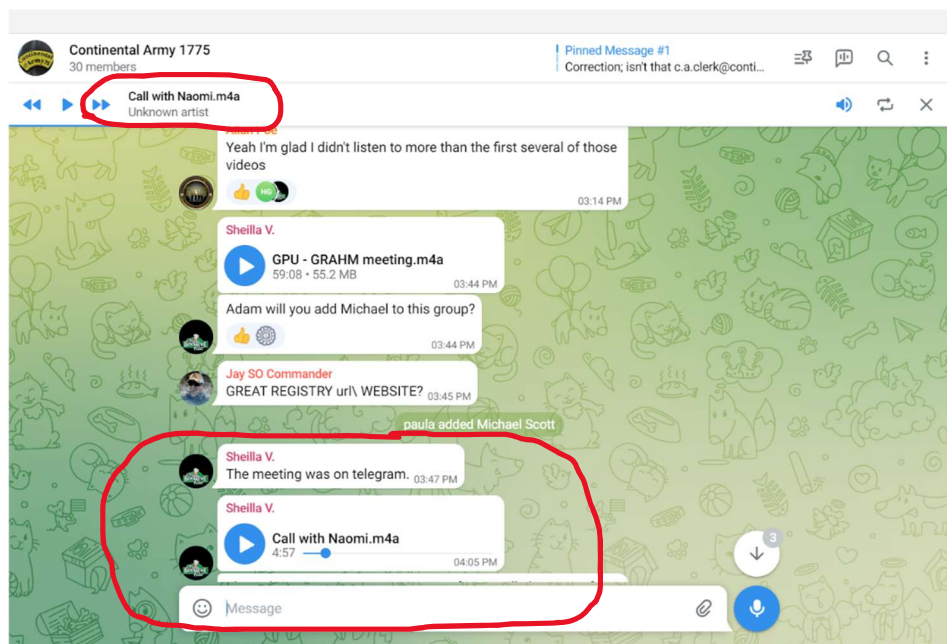 Continental Army 1775
30 members
Pinned Message #1
Correction; isn't that c.a.clerk@conti...
Call with Naomi.m4a
Unknown artist
Yeah I'm glad I didn't listen to more than the first several of those
videos
HG
03:14 PM
Sheilla V.
GPU - GRAHM meeting.m4a
59:08 • 55.2 MB
03:44 PM
Adam will you add Michael to this group?
03:44 PM
Jay SO Commander
GREAT REGISTRY url\ WEBSITE? 03:45 PM
paula added Michael Scott
Sheilla V.
The meeting was on telegram. 03:47 PM
Sheilla V.
Call with Naomi.m4a
4:57
04:05 PM
3
Message